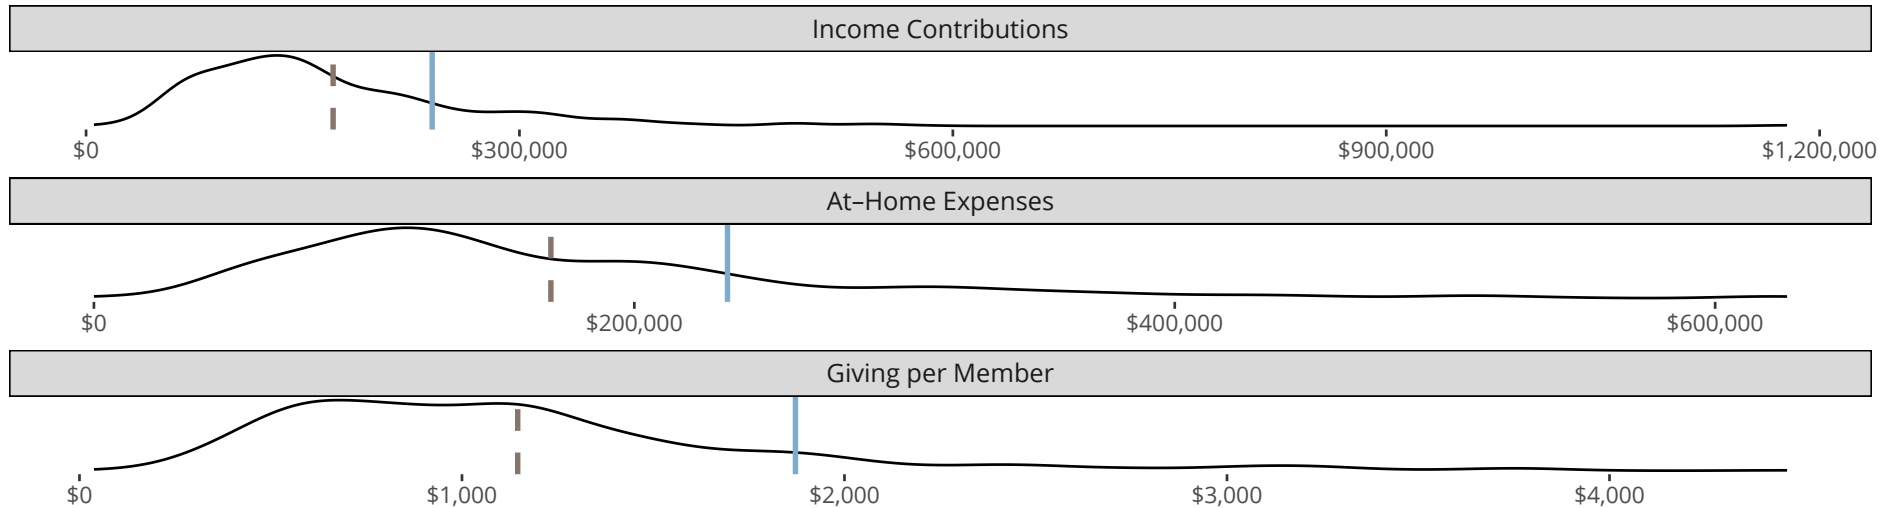 Income Contributions
$0 $300,000 $600,000 $900,000 $1,200,000
At–Home Expenses
$0 $200,000 $400,000 $600,000
Giving per Member
$0 $1,000 $2,000 $3,000 $4,000